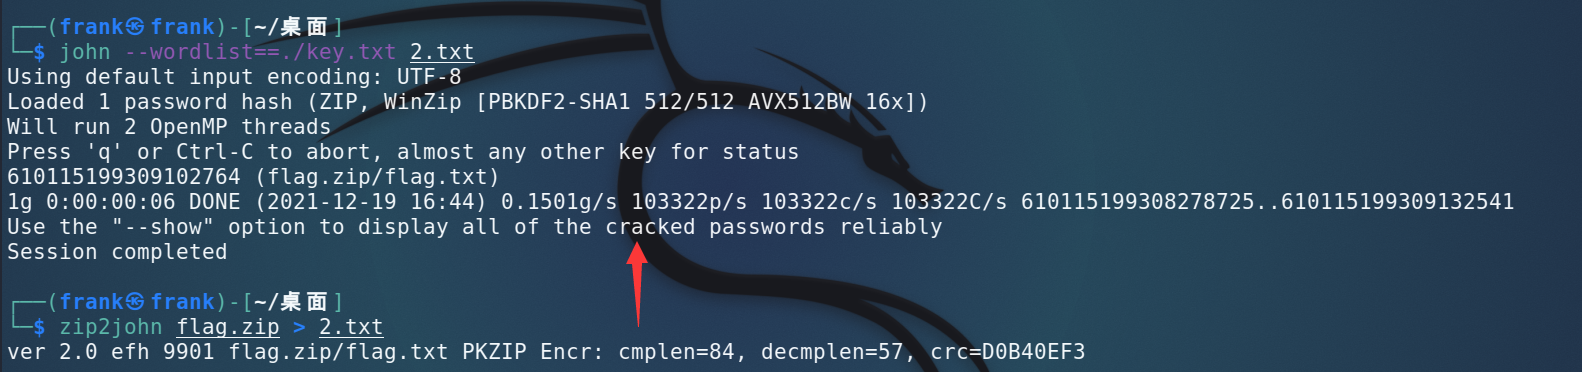 ┌──(frank㉿frank)-[~/桌面]
└─$ john --wordlist==./key.txt 2.txt
Using default input encoding: UTF-8
Loaded 1 password hash (ZIP, WinZip [PBKDF2-SHA1 512/512 AVX512BW 16x])
Will run 2 OpenMP threads
Press 'q' or Ctrl-C to abort, almost any other key for status
610115199309102764 (flag.zip/flag.txt)
1g 0:00:00:06 DONE (2021-12-19 16:44) 0.1501g/s 103322p/s 103322c/s 103322C/s 610115199308278725..610115199309132541
Use the "--show" option to display all of the cracked passwords reliably
Session completed
┌──(frank㉿frank)-[~/桌面]
└─$ zip2john flag.zip > 2.txt
ver 2.0 efh 9901 flag.zip/flag.txt PKZIP Encr: cmplen=84, decmplen=57, crc=D0B40EF3